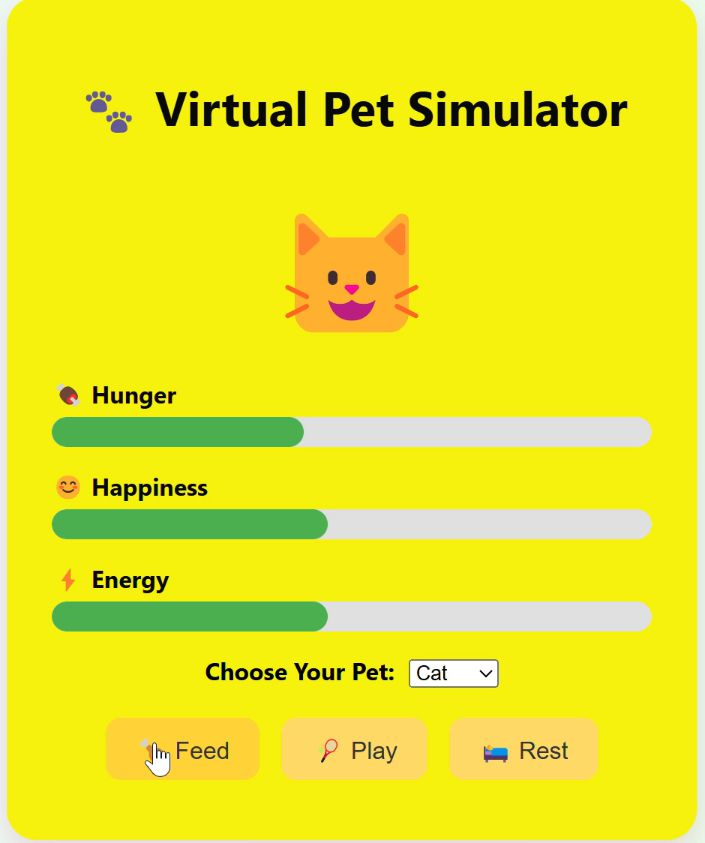 Virtual Pet Simulator
Hunger
Happiness
Energy
Choose Your Pet: Cat
Feed Play Rest